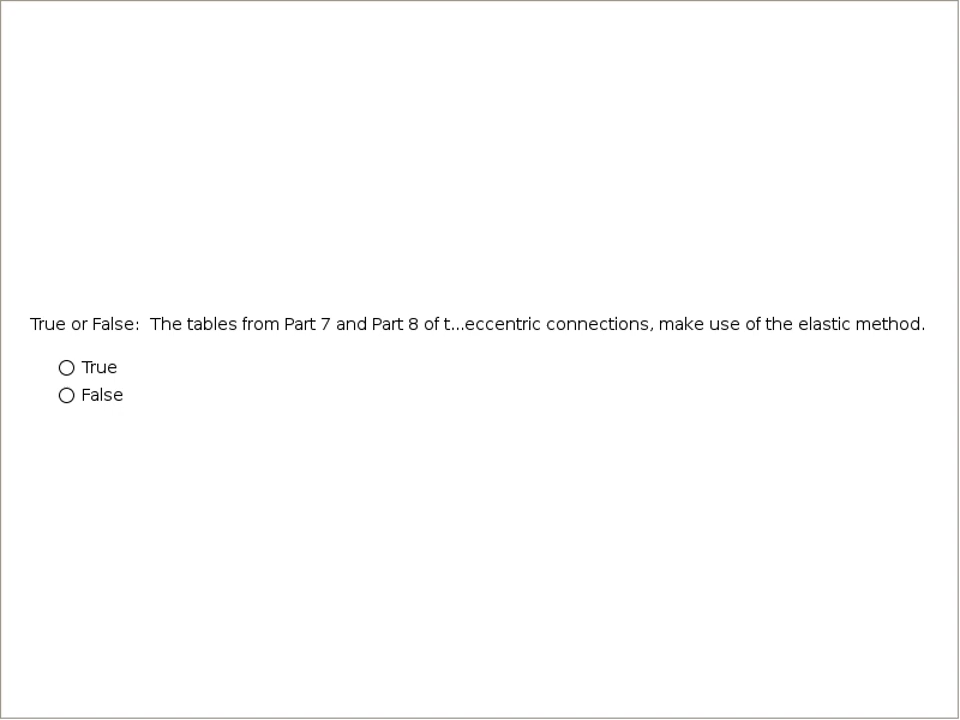 True or False:  The tables from Part 7 and Part 8 of t...eccentric connections, make use of the elastic method.
True
False